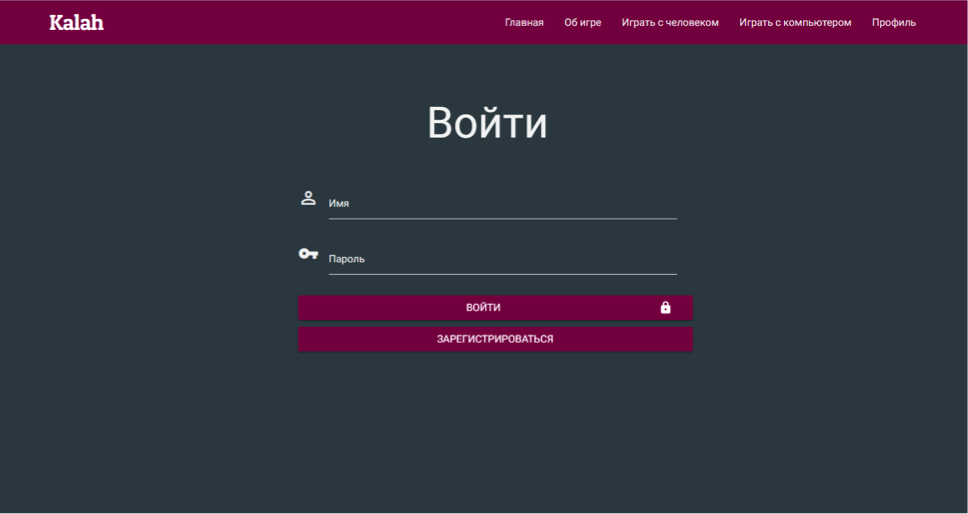 Kalah
Главная Об игре Играть с человеком Играть с компьютером Профиль
Войти
Имя
Пароль
ВОЙТИ
ЗАРЕГИСТРИРОВАТЬСЯ